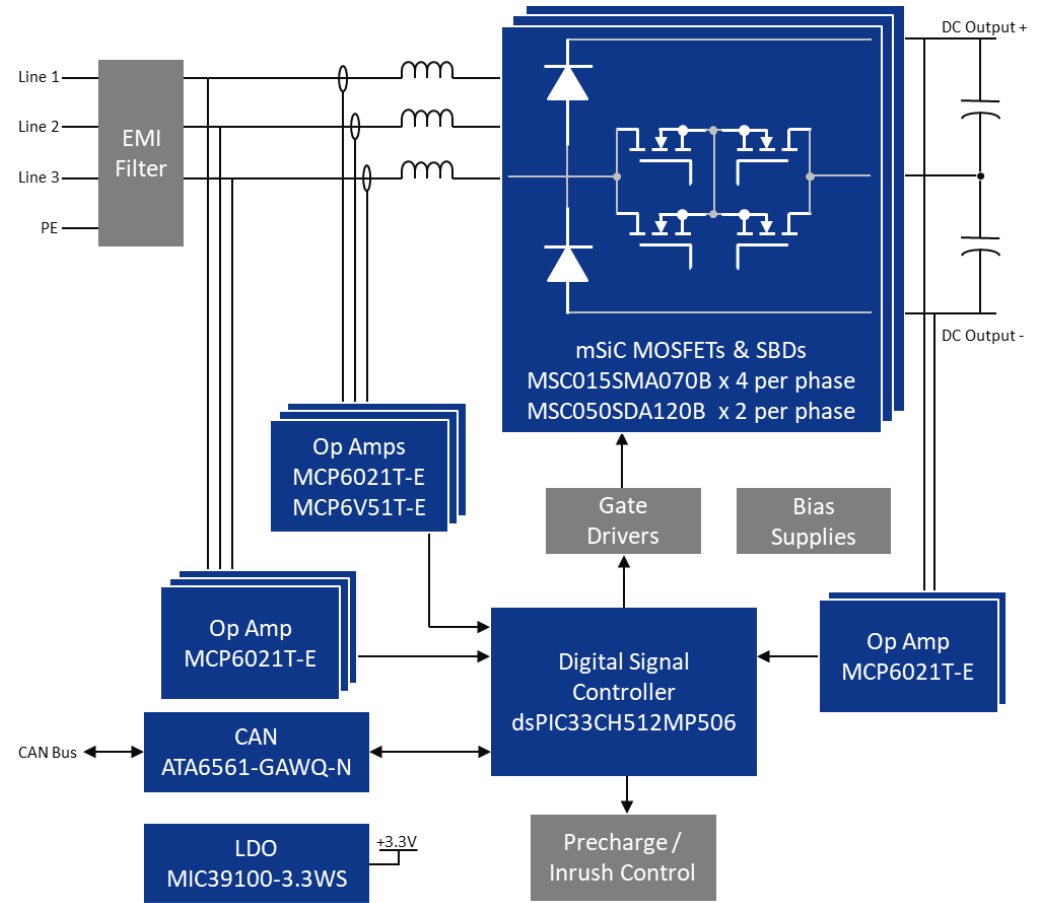 DC Output +
Line 1
Line 2
Line 3
PE
EMI
Filter
DC Output -
mSiC MOSFETs & SBDs
MSC015SMA070B x 4 per phase
MSC050SDA120B x 2 per phase
Op Amps
MCP6021T-E
MCP6V51T-E
Gate
Drivers
Bias
Supplies
Op Amp
MCP6021T-E
Digital Signal
Controller
dsPIC33CH512MP506
Op Amp
MCP6021T-E
CAN Bus
CAN
ATA6561-GAWQ-N
LDO
MIC39100-3.3WS
+3.3V
Precharge /
Inrush Control